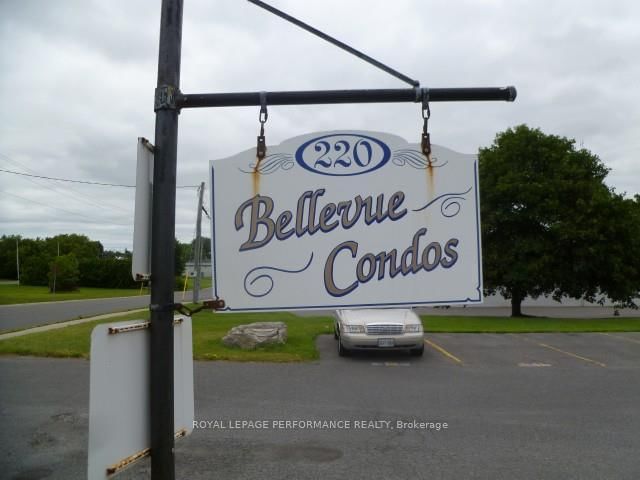 220
Bellevue
Condos
ROYAL LEPAGE PERFORMANCE REALTY, Brokerage